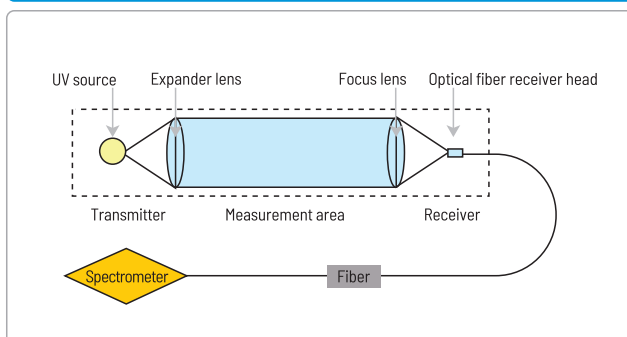 UV source
Expander lens
Focus lens
Optical fiber receiver head
Transmitter
Measurement area
Receiver
Spectrometer
Fiber